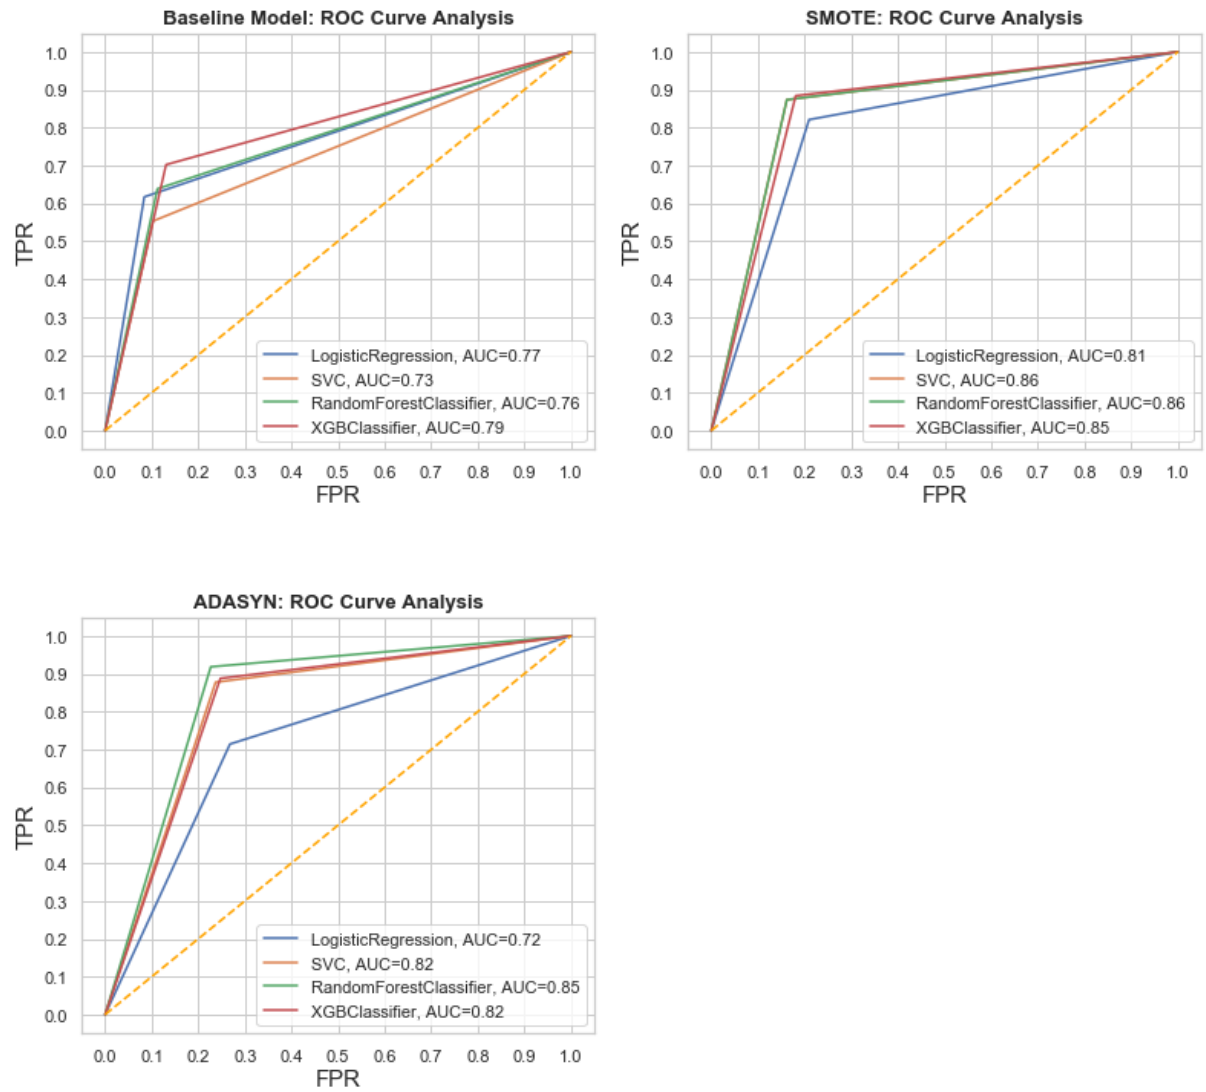 Baseline Model: ROC Curve Analysis
1.0
0.9
0.8
0.7
0.6
0.5
0.4
0.3
0.2
0.1
0.0
TPR
LogisticRegression, AUC=0.77
SVC, AUC=0.73
RandomForestClassifier, AUC=0.76
XGBClassifier, AUC=0.79
0.0 0.1 0.2 0.3 0.4 0.5 0.6 0.7 0.8 0.9 1.0
FPR
SMOTE: ROC Curve Analysis
1.0
0.9
0.8
0.7
0.6
0.5
0.4
0.3
0.2
0.1
0.0
TPR
LogisticRegression, AUC=0.81
SVC, AUC=0.86
RandomForestClassifier, AUC=0.86
XGBClassifier, AUC=0.85
0.0 0.1 0.2 0.3 0.4 0.5 0.6 0.7 0.8 0.9 1.0
FPR
ADASYN: ROC Curve Analysis
1.0
0.9
0.8
0.7
0.6
0.5
0.4
0.3
0.2
0.1
0.0
TPR
LogisticRegression, AUC=0.72
SVC, AUC=0.82
RandomForestClassifier, AUC=0.85
XGBClassifier, AUC=0.82
0.0 0.1 0.2 0.3 0.4 0.5 0.6 0.7 0.8 0.9 1.0
FPR